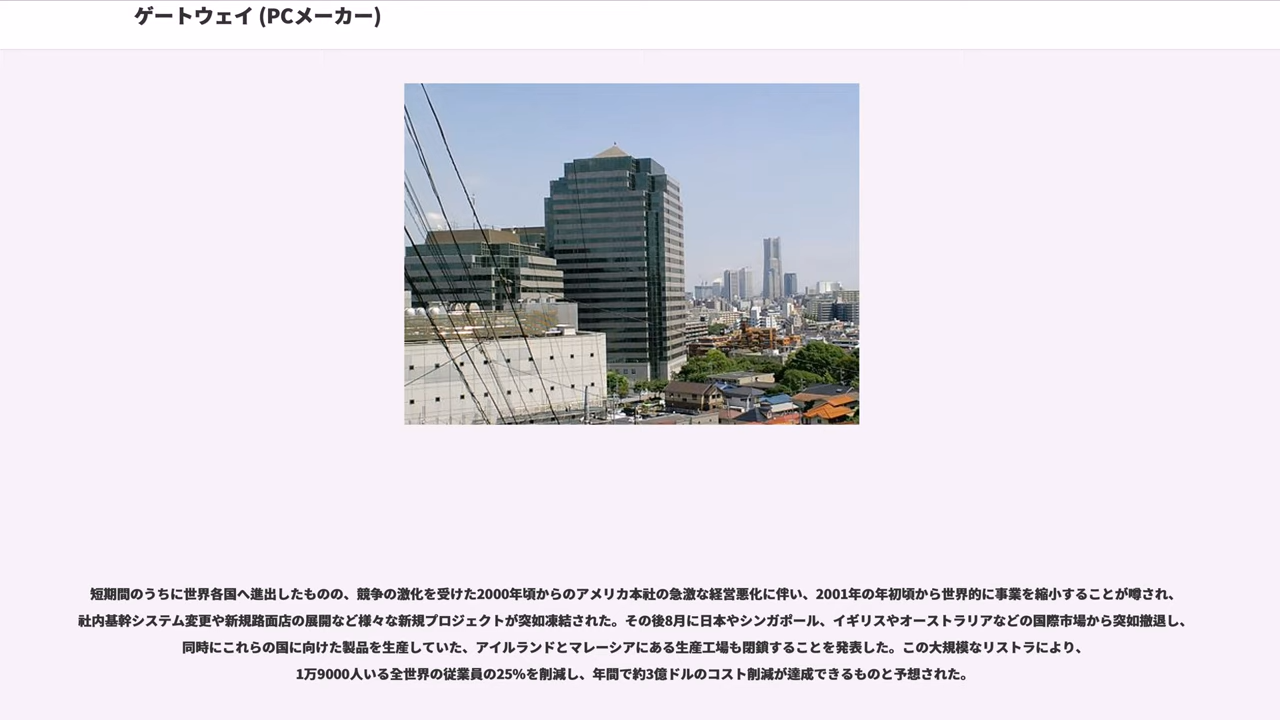 ゲートウェイ (PCメーカー)
短期間のうちに世界各国へ進出したものの、競争の激化を受けた2000年頃からのアメリカ本社の急激な経営悪化に伴い、2001年の年初頃から世界的に事業を縮小することが噂され、
社内基幹システム変更や新規路面店の展開など様々な新規プロジェクトが突如凍結された。その後8月に日本やシンガポール、イギリスやオーストラリアなどの国際市場から突如撤退し、
同時にこれらの国に向けた製品を生産していた、アイルランドとマレーシアにある生産工場も閉鎖することを発表した。この大規模なリストラにより、
1万9000人いる全世界の従業員の25%を削減し、年間で約3億ドルのコスト削減が達成できるものと予想された。